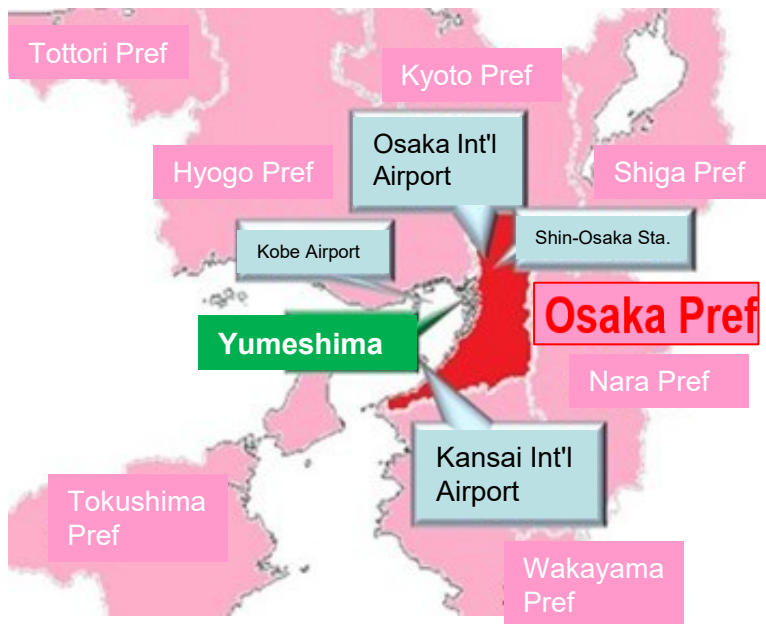 Tottori Pref
Kyoto Pref
Osaka Int'l
Airport
Hyogo Pref
Shiga Pref
Kobe Airport
Shin-Osaka Sta.
Osaka Pref
Yumeshima
Nara Pref
Kansai Int'l
Airport
Tokushima
Pref
Wakayama
Pref